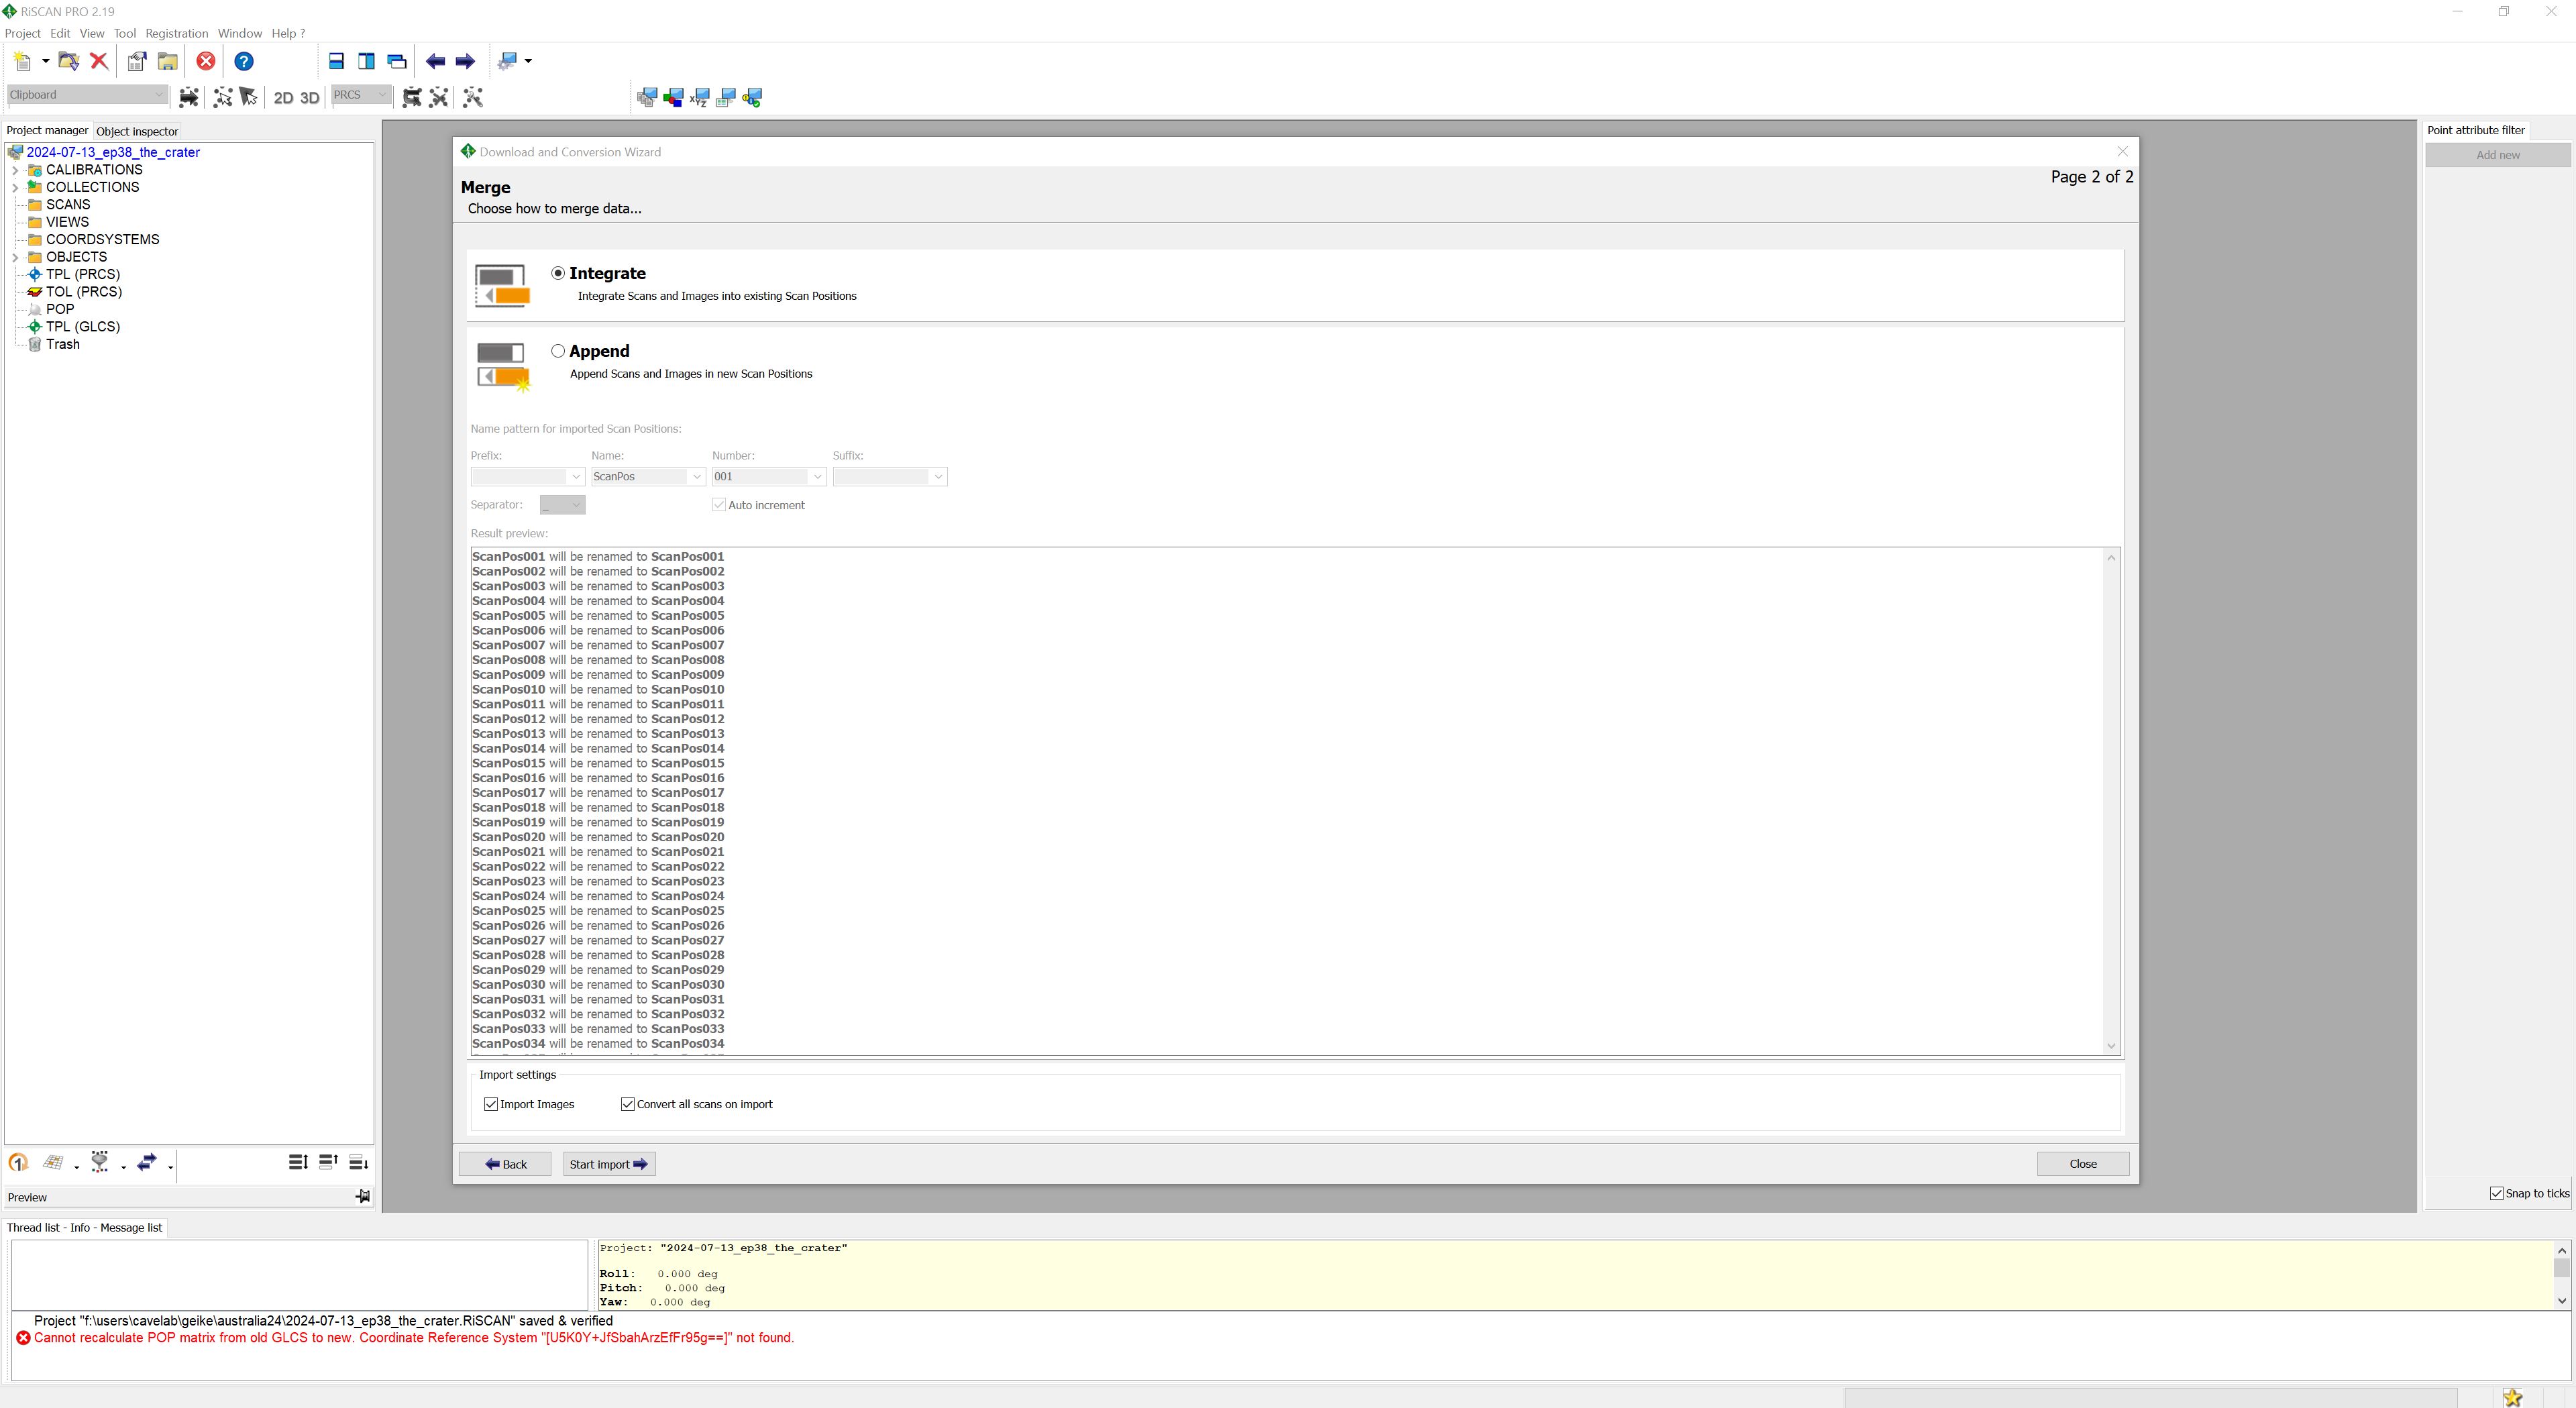 RiSCAN PRO 2.19
Project Edit View Tool Registration Window Help ?
Clipboard
2D 3D
PRCS
XYZ
Project manager Object inspector
2024-07-13_ep38_the_crater
CALIBRATIONS
COLLECTIONS
SCANS
VIEWS
COORDSYSTEMS
OBJECTS
TPL (PRCS)
TOL (PRCS)
POP
TPL (GLCS)
Trash
Preview
Download and Conversion Wizard
Merge
Page 2 of 2
Choose how to merge data...
Integrate
Integrate Scans and Images into existing Scan Positions
Append
Append Scans and Images in new Scan Positions
Name pattern for imported Scan Positions:
Prefix: Name: Number: Suffix:
ScanPos 001
Separator: _ Auto increment
Result preview:
ScanPos001 will be renamed to ScanPos001
ScanPos002 will be renamed to ScanPos002
ScanPos003 will be renamed to ScanPos003
ScanPos004 will be renamed to ScanPos004
ScanPos005 will be renamed to ScanPos005
ScanPos006 will be renamed to ScanPos006
ScanPos007 will be renamed to ScanPos007
ScanPos008 will be renamed to ScanPos008
ScanPos009 will be renamed to ScanPos009
ScanPos010 will be renamed to ScanPos010
ScanPos011 will be renamed to ScanPos011
ScanPos012 will be renamed to ScanPos012
ScanPos013 will be renamed to ScanPos013
ScanPos014 will be renamed to ScanPos014
ScanPos015 will be renamed to ScanPos015
ScanPos016 will be renamed to ScanPos016
ScanPos017 will be renamed to ScanPos017
ScanPos018 will be renamed to ScanPos018
ScanPos019 will be renamed to ScanPos019
ScanPos020 will be renamed to ScanPos020
ScanPos021 will be renamed to ScanPos021
ScanPos022 will be renamed to ScanPos022
ScanPos023 will be renamed to ScanPos023
ScanPos024 will be renamed to ScanPos024
ScanPos025 will be renamed to ScanPos025
ScanPos026 will be renamed to ScanPos026
ScanPos027 will be renamed to ScanPos027
ScanPos028 will be renamed to ScanPos028
ScanPos029 will be renamed to ScanPos029
ScanPos030 will be renamed to ScanPos030
ScanPos031 will be renamed to ScanPos031
ScanPos032 will be renamed to ScanPos032
ScanPos033 will be renamed to ScanPos033
ScanPos034 will be renamed to ScanPos034
Import settings
Import Images Convert all scans on import
Back Start import Close
Point attribute filter
Add new
Snap to ticks
Thread list - Info - Message list
Project: "2024-07-13_ep38_the_crater"
Roll: 0.000 deg
Pitch: 0.000 deg
Yaw: 0.000 deg
Project "f:\users\cavelab\geike\australia24\2024-07-13_ep38_the_crater.RiSCAN" saved & verified
Cannot recalculate POP matrix from old GLCS to new. Coordinate Reference System "[U5K0Y+JfSbahArzEfFr95g==]" not found.